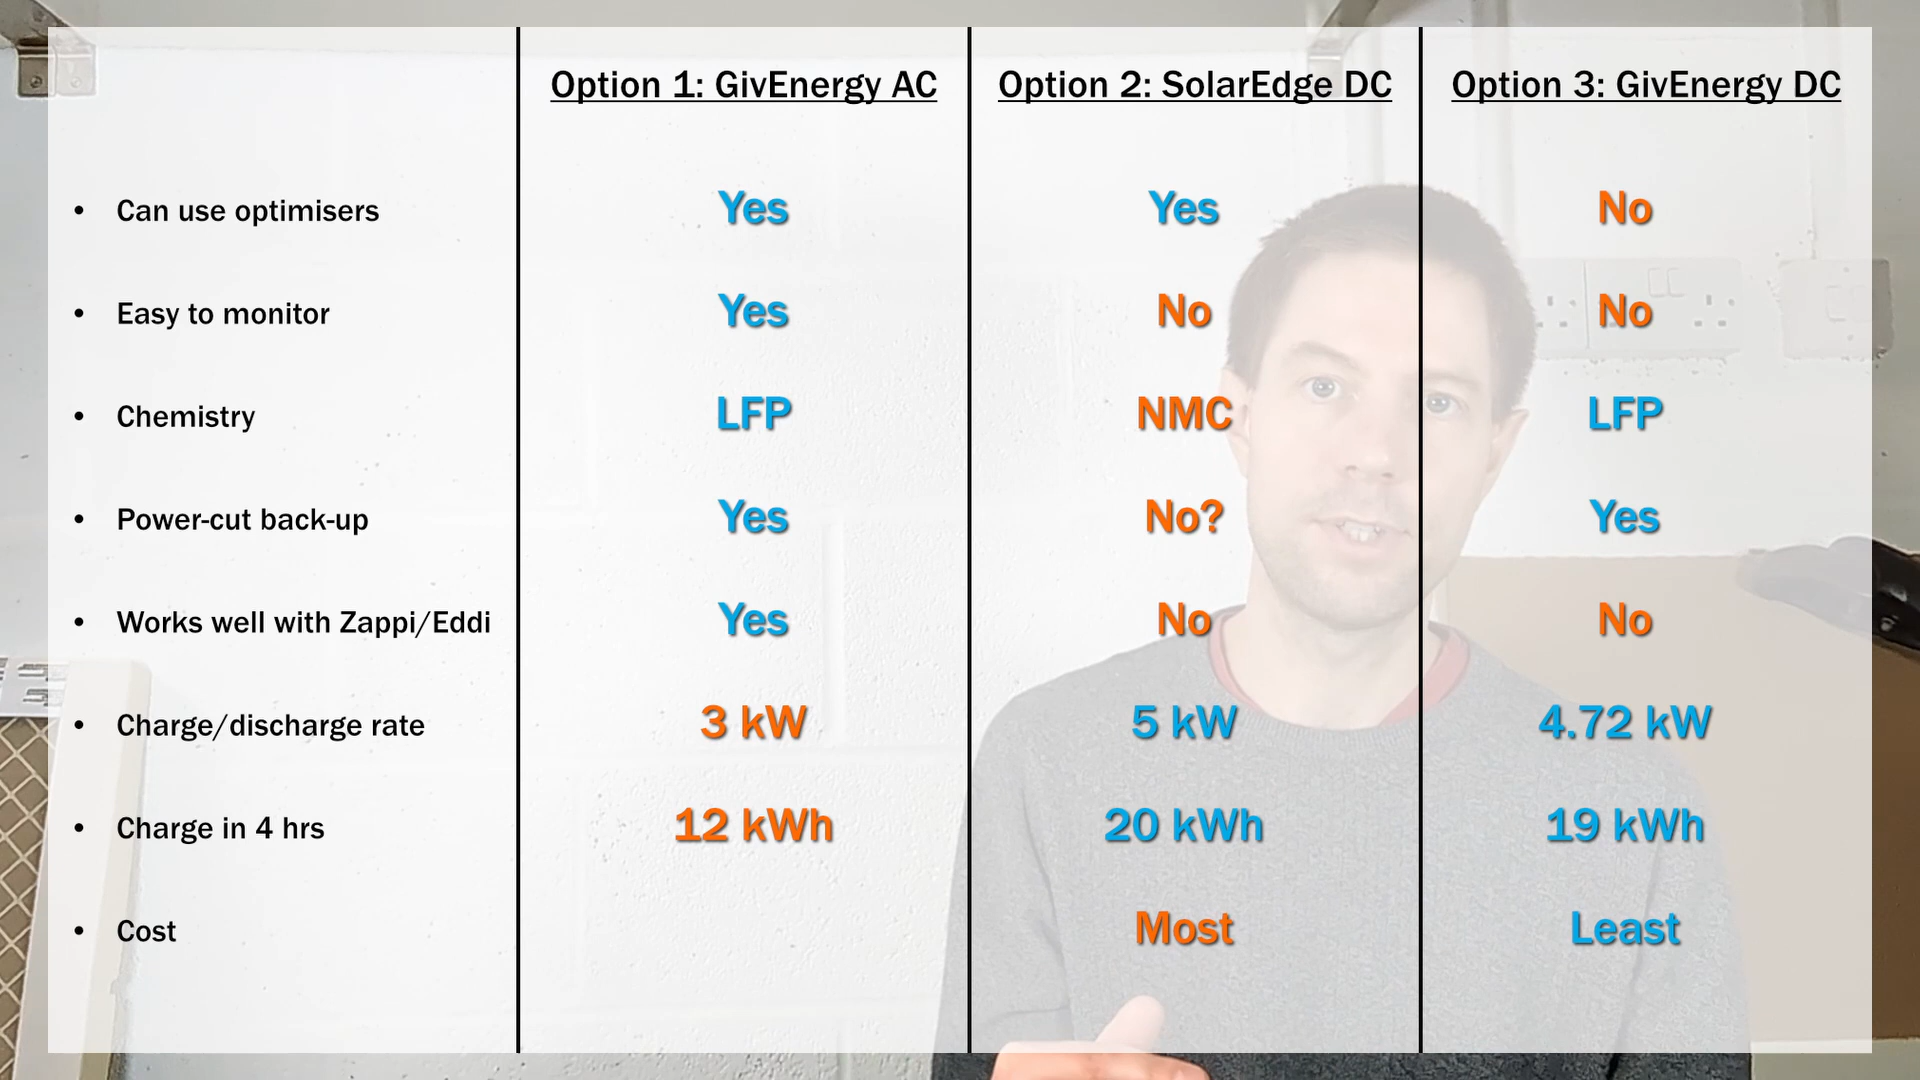 Option 1: GivEnergy AC Option 2: SolarEdge DC Option 3: GivEnergy DC
• Can use optimisers Yes Yes No
• Easy to monitor Yes No No
• Chemistry LFP NMC LFP
• Power-cut back-up Yes No? Yes
• Works well with Zappi/Eddi Yes No No
• Charge/discharge rate 3 kW 5 kW 4.72 kW
• Charge in 4 hrs 12 kWh 20 kWh 19 kWh
• Cost Most Least